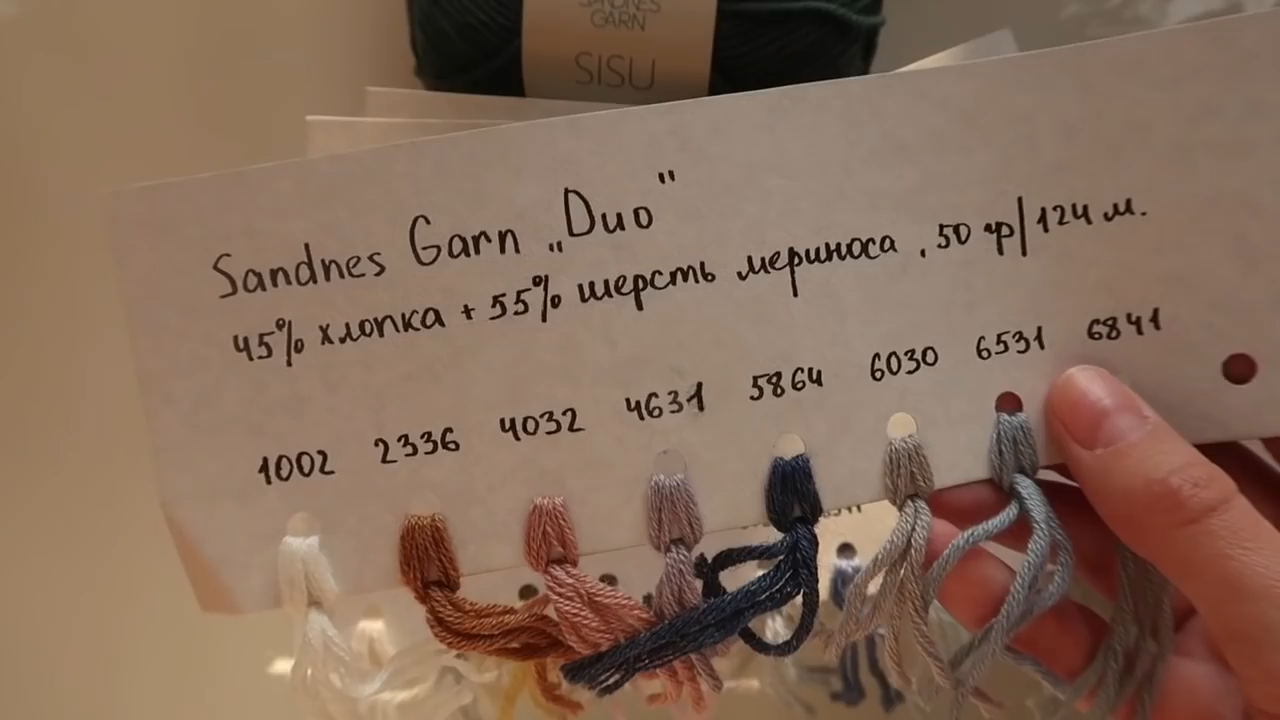 SANDNES
GARN
SISU
Sandnes Garn „Duo"
45% хлопка + 55% шерсть мериноса, 50 гр/124 м.
1002 2336 4032 4631 5864 6030 6531 6841